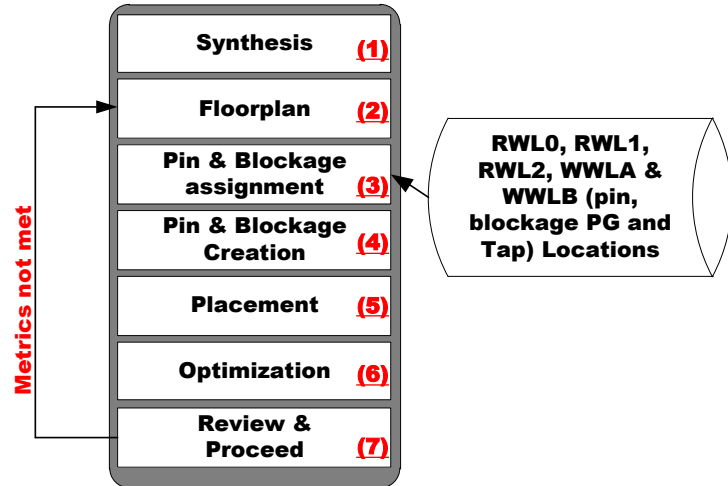 Synthesis (1)
Floorplan (2)
Pin & Blockage
assignment (3)
Pin & Blockage
Creation (4)
Placement (5)
Optimization (6)
Review &
Proceed (7)
Metrics not met
RWL0, RWL1,
RWL2, WWLA &
WWLB (pin,
blockage PG and
Tap) Locations